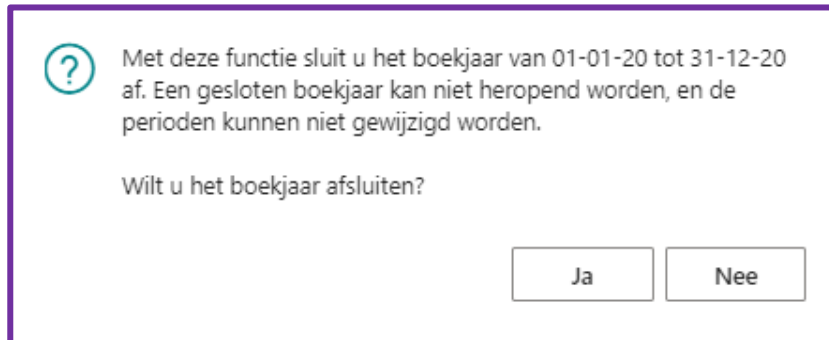 Met deze functie sluit u het boekjaar van 01-01-20 tot 31-12-20
af. Een gesloten boekjaar kan niet heropend worden, en de
perioden kunnen niet gewijzigd worden.
Wilt u het boekjaar afsluiten?
Ja
Nee